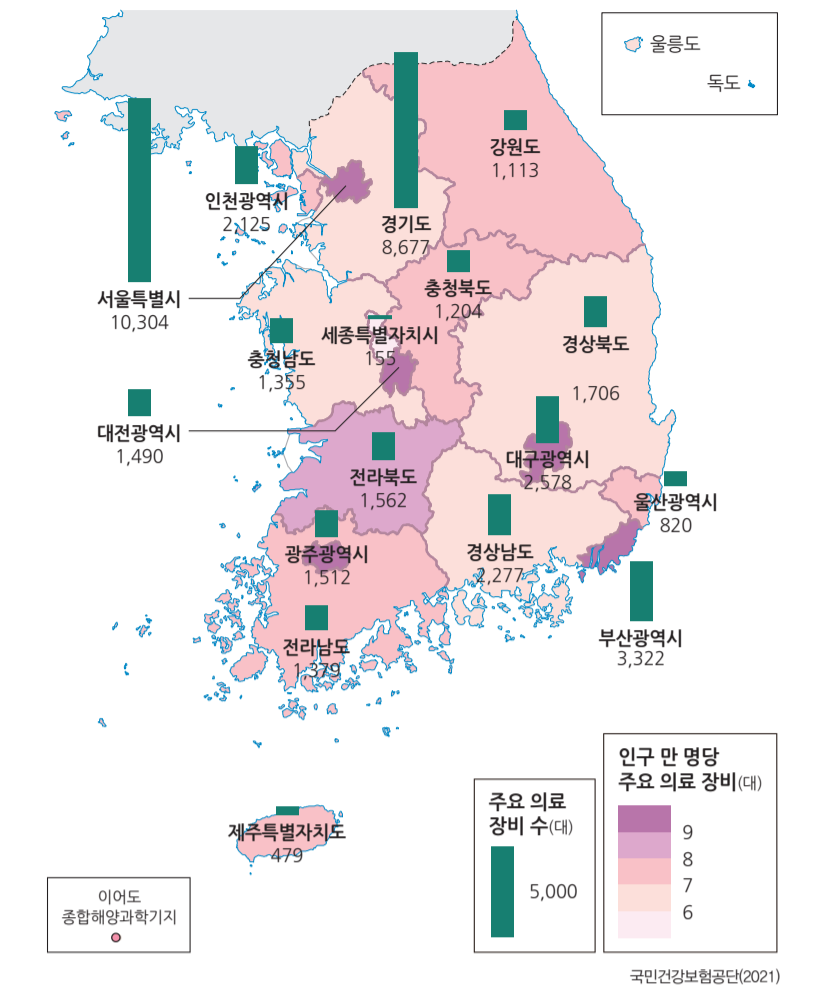 울릉도
독도
강원도
1,113
인천광역시
2,125
경기도
8,677
충청북도
1,204
서울특별시
10,304
세종특별자치시
155
경상북도
1,706
충청남도
1,355
대전광역시
1,490
대구광역시
2,578
전라북도
1,562
울산광역시
820
광주광역시
1,512
경상남도
2,277
부산광역시
3,322
전라남도
1,379
제주특별자치도
479
이어도
종합해양과학기지
주요 의료
장비 수(대)
5,000
인구 만 명당
주요 의료 장비(대)
9
8
7
6
국민건강보험공단(2021)